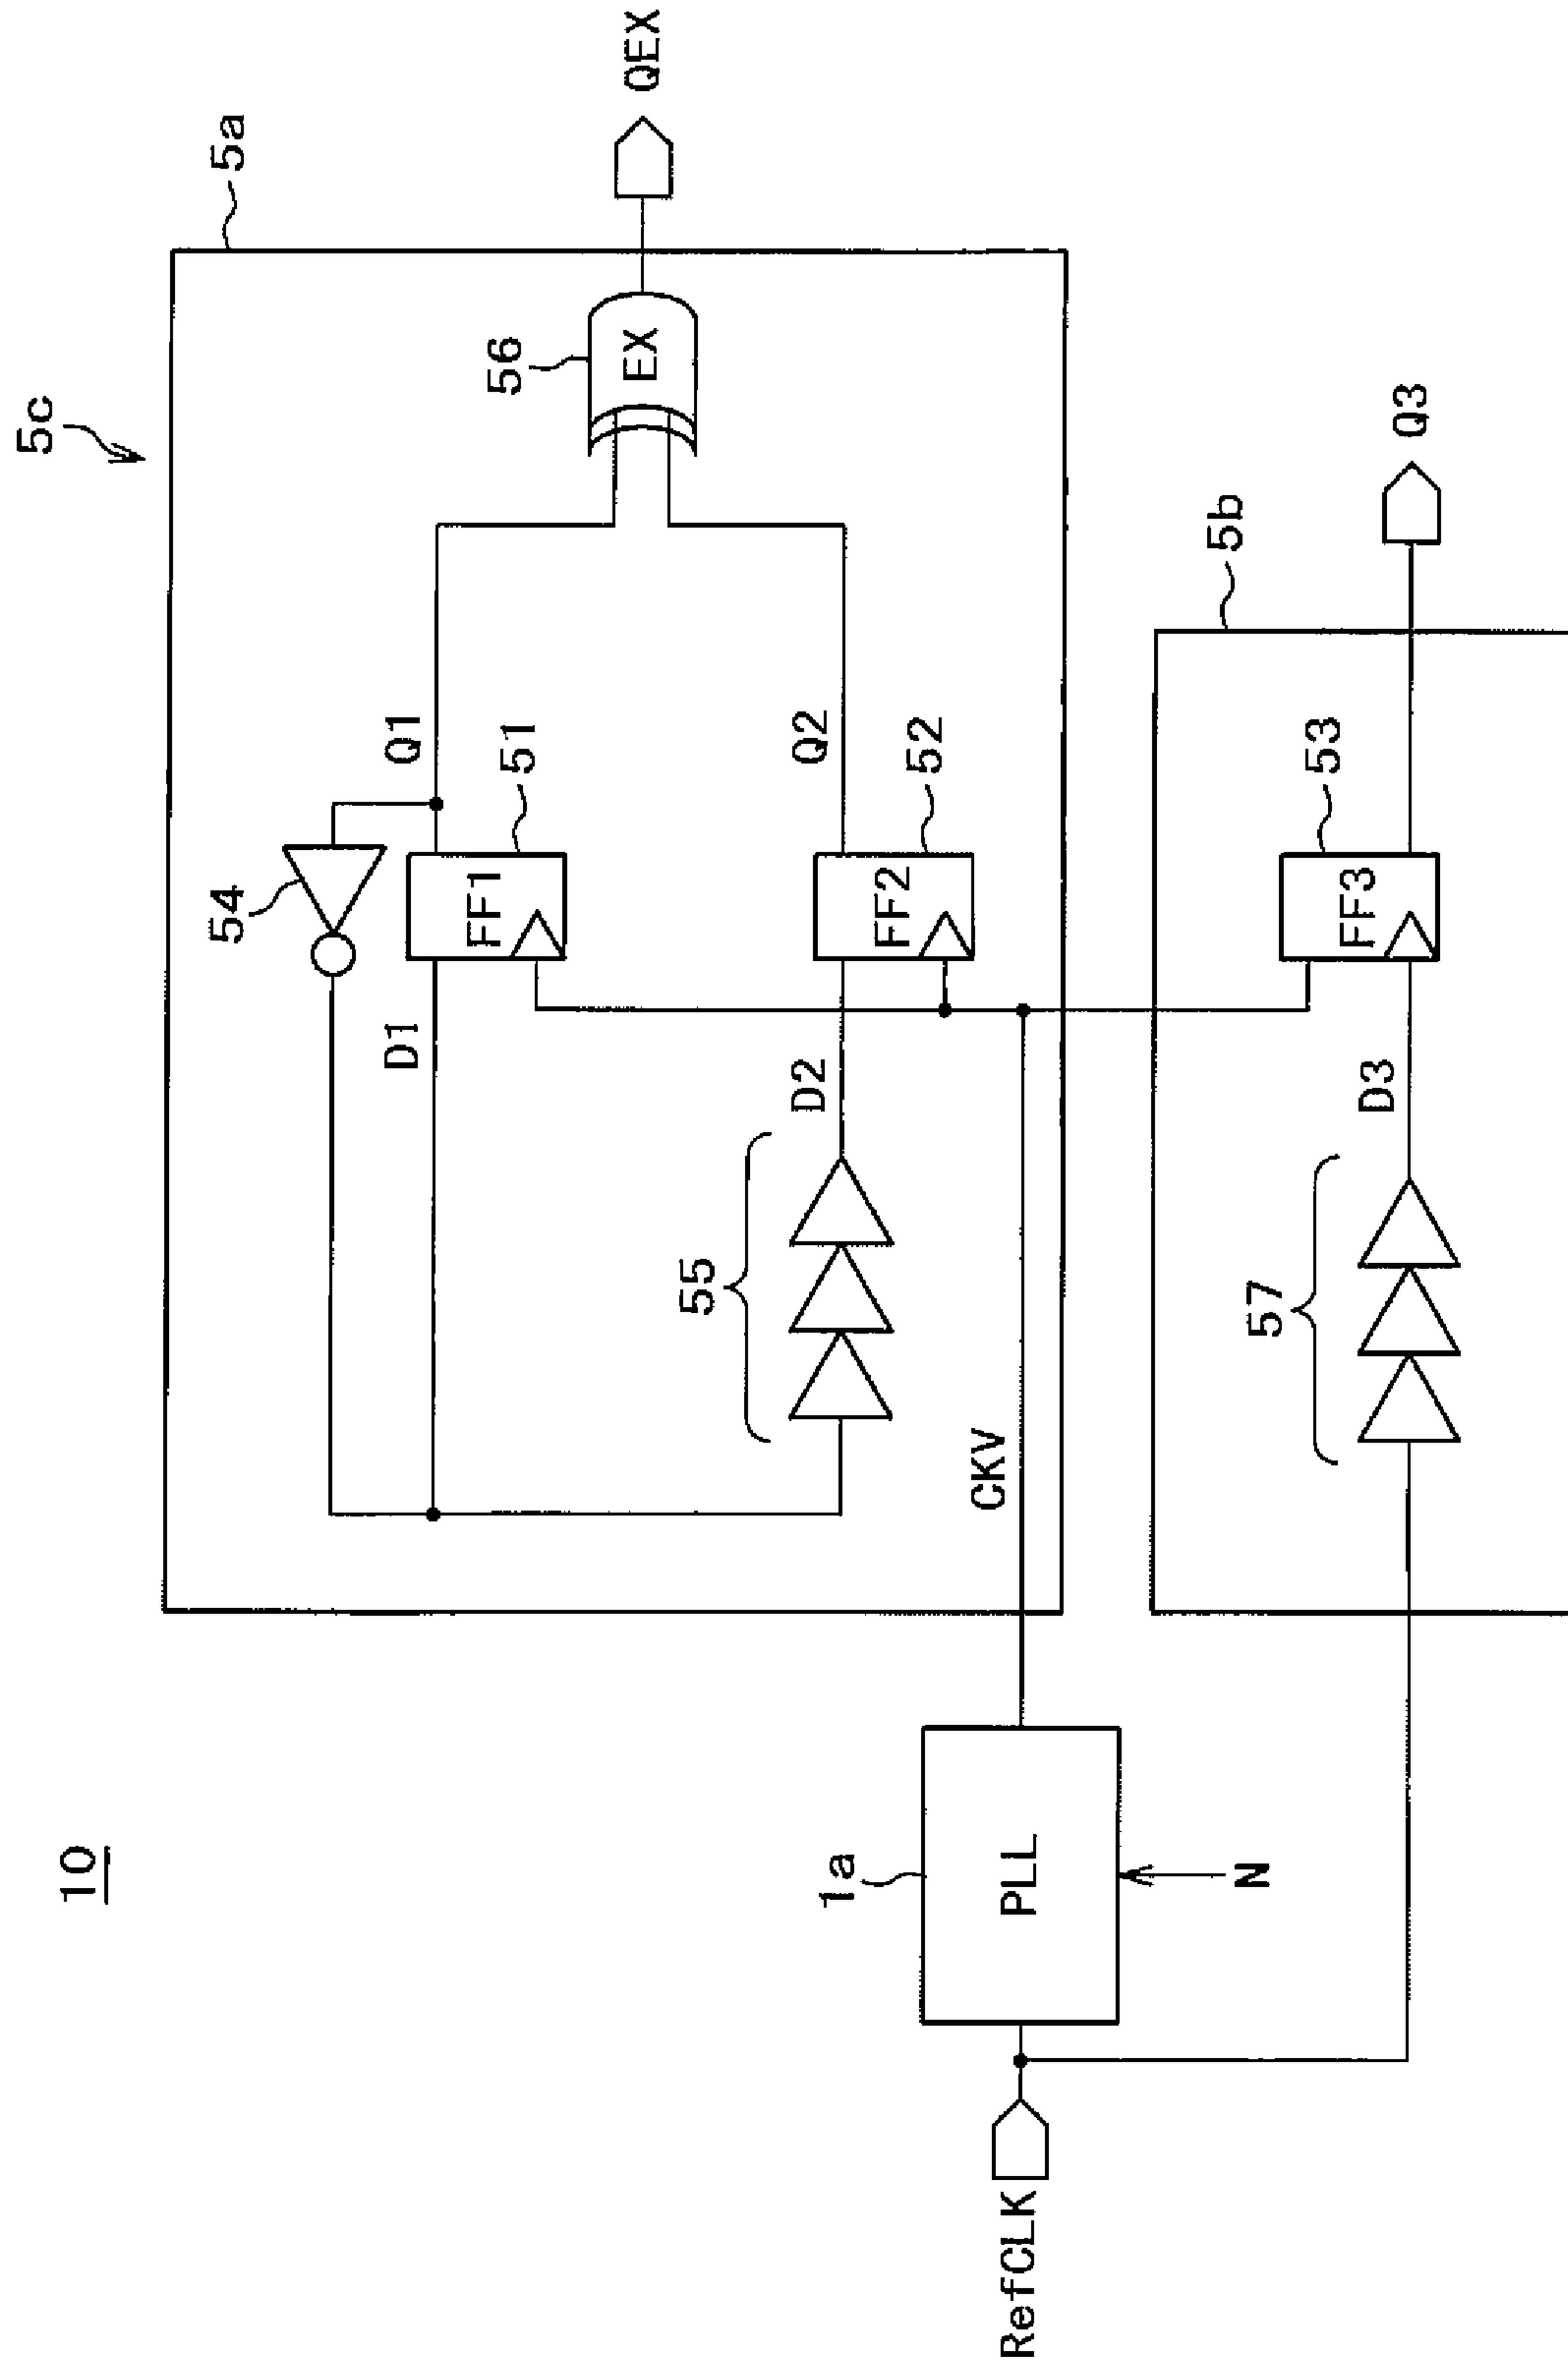 10
5c
5a
54
D1
Q1
FF1
51
56
EX
QEX
55
D2
Q2
FF2
52
1a
PLL
N
CKV
RefCLK
5b
57
D3
FF3
53
Q3